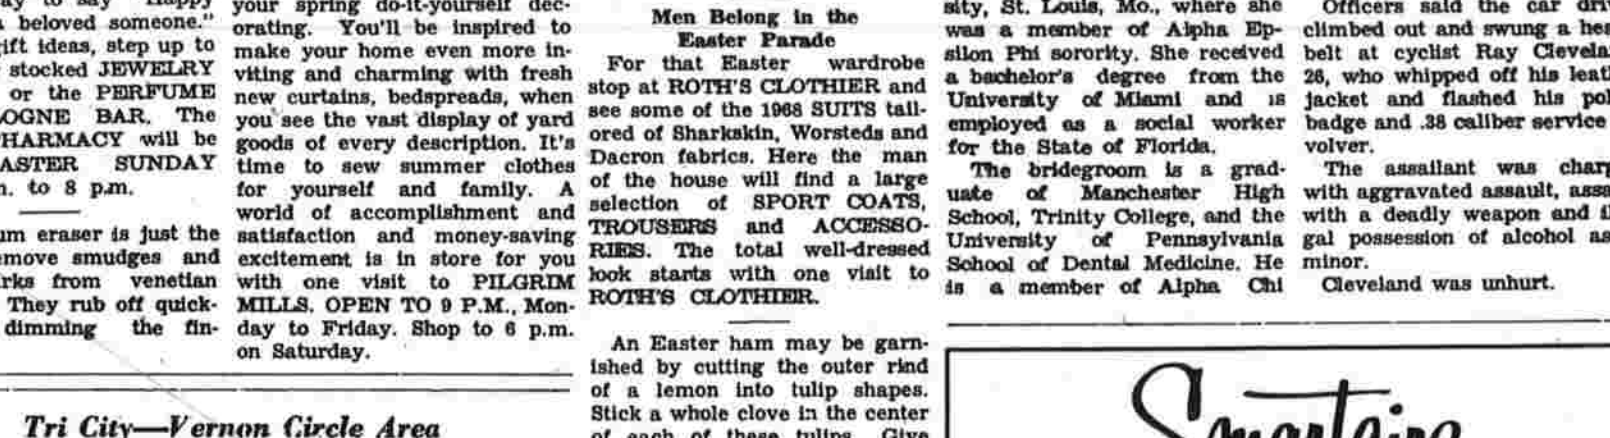 beloved someone."
ift ideas, step up to
stocked JEWELRY
or the PERFUME
OGNE BAR. The
HARMACY will be
ASTER SUNDAY
to 8 p.m.
um eraser is just the
move smudges and
rks from venetian
They rub off quick-
dimming the fin-
your spring do-it-yourself dec-
orating. You'll be inspired to
make your home even more in-
viting and charming with fresh
new curtains, bedspreads, when
you see the vast display of yard
goods of every description. It's
time to sew summer clothes
for yourself and family. A
world of accomplishment and
satisfaction and money-saving
excitement is in store for you
with one visit to PILGRIM
MILLS. OPEN TO 9 P.M., Mon-
day to Friday. Shop to 6 p.m.
on Saturday.
Tri City—Vernon Circle Area
Men Belong in the
Easter Parade
For that Easter wardrobe
stop at ROTH'S CLOTHIER and
see some of the 1968 SUITS tail-
ored of Sharkskin, Worsteds and
Dacron fabrics. Here the man
of the house will find a large
selection of SPORT COATS,
TROUSERS and ACCESSO-
RIES. The total well-dressed
look starts with one visit to
ROTH'S CLOTHIER.
An Easter ham may be garn-
ished by cutting the outer rind
of a lemon into tulip shapes.
Stick a whole clove in the center
of each of these tulips. Give
sity, St. Louis, Mo., where she
was a member of Alpha Ep-
silon Phi sorority. She received
a bachelor's degree from the
University of Miami and is
employed as a social worker
for the State of Florida.
The bridegroom is a grad-
uate of Manchester High
School, Trinity College, and the
University of Pennsylvania
School of Dental Medicine. He
is a member of Alpha Chi
Officers said the car dri
climbed out and swung a hea
belt at cyclist Ray Clevela
26, who whipped off his leat
jacket and flashed his pol
badge and .38 caliber service
volver.
The assailant was char
with aggravated assault, assa
with a deadly weapon and il
gal possession of alcohol as
minor.
Cleveland was unhurt.